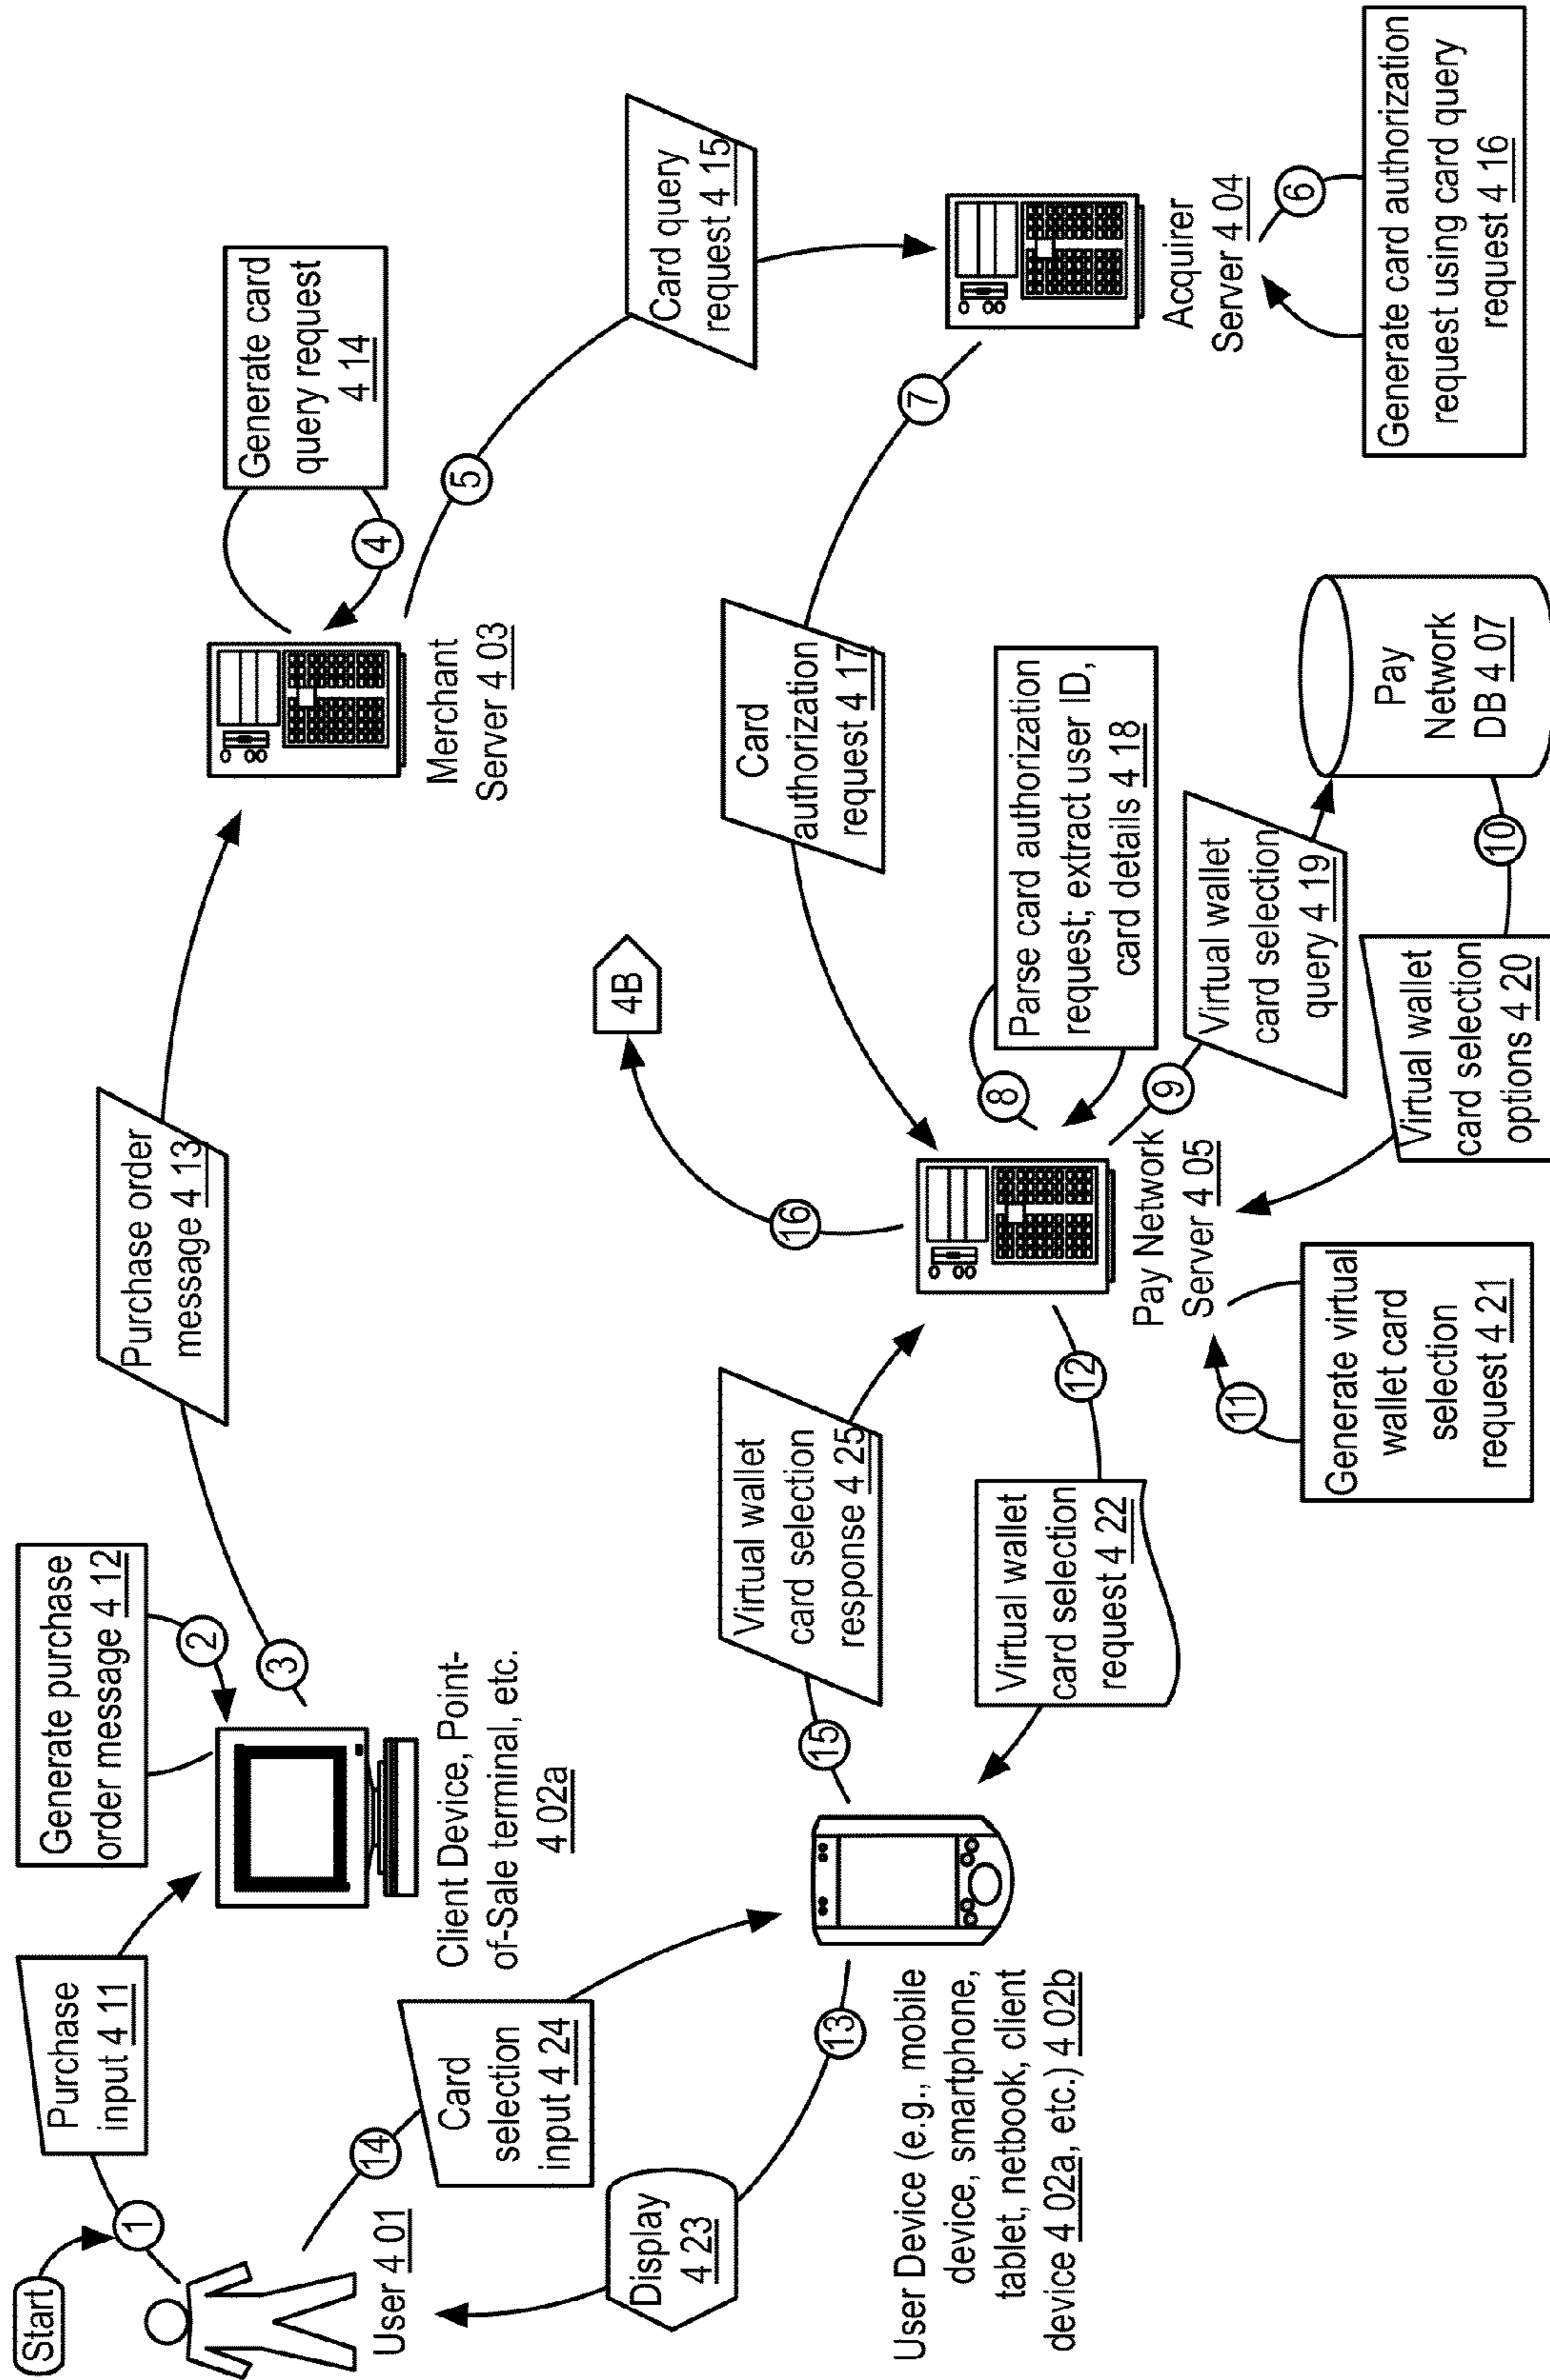 Start
1
Purchase
input 4 11
Generate purchase
order message 4 12
2
3
Purchase order
message 4 13
Generate card
query request
4 14
4
5
Merchant
Server 4 03
Client Device, Point-
of-Sale terminal, etc.
4 02a
User 4 01
14
Card
selection
input 4 24
Card query
request 4 15
Display
4 23
13
15
Virtual wallet
card selection
response 4 25
16
4B
Card
authorization
request 4 17
7
Acquirer
Server 4 04
6
Generate card authorization
request using card query
request 4 16
User Device (e.g., mobile
device, smartphone,
tablet, netbook, client
device 4 02a, etc.) 4 02b
Virtual wallet
card selection
request 4 22
12
Pay Network
Server 4 05
8
Parse card authorization
request; extract user ID,
card details 4 18
9
Virtual wallet
card selection
query 4 19
Pay
Network
DB 4 07
10
Virtual wallet
card selection
options 4 20
11
Generate virtual
wallet card
selection
request 4 21